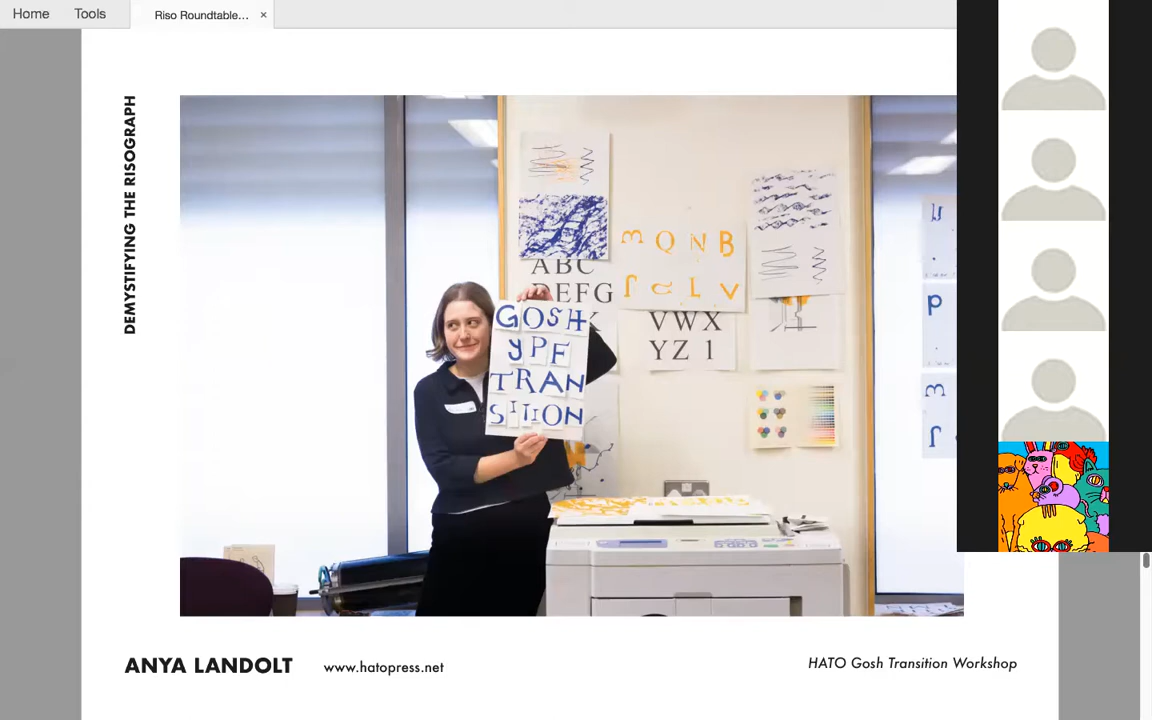 Home
Tools
Riso Roundtable...
×
DEMYSTIFYING THE RISOGRAPH
M Q N B
ABC
DEFG
VWX
YZ 1
GOSH
YPF
TRAN
SITION
P
ANYA LANDOLT
www.hatopress.net
HATO Gosh Transition Workshop